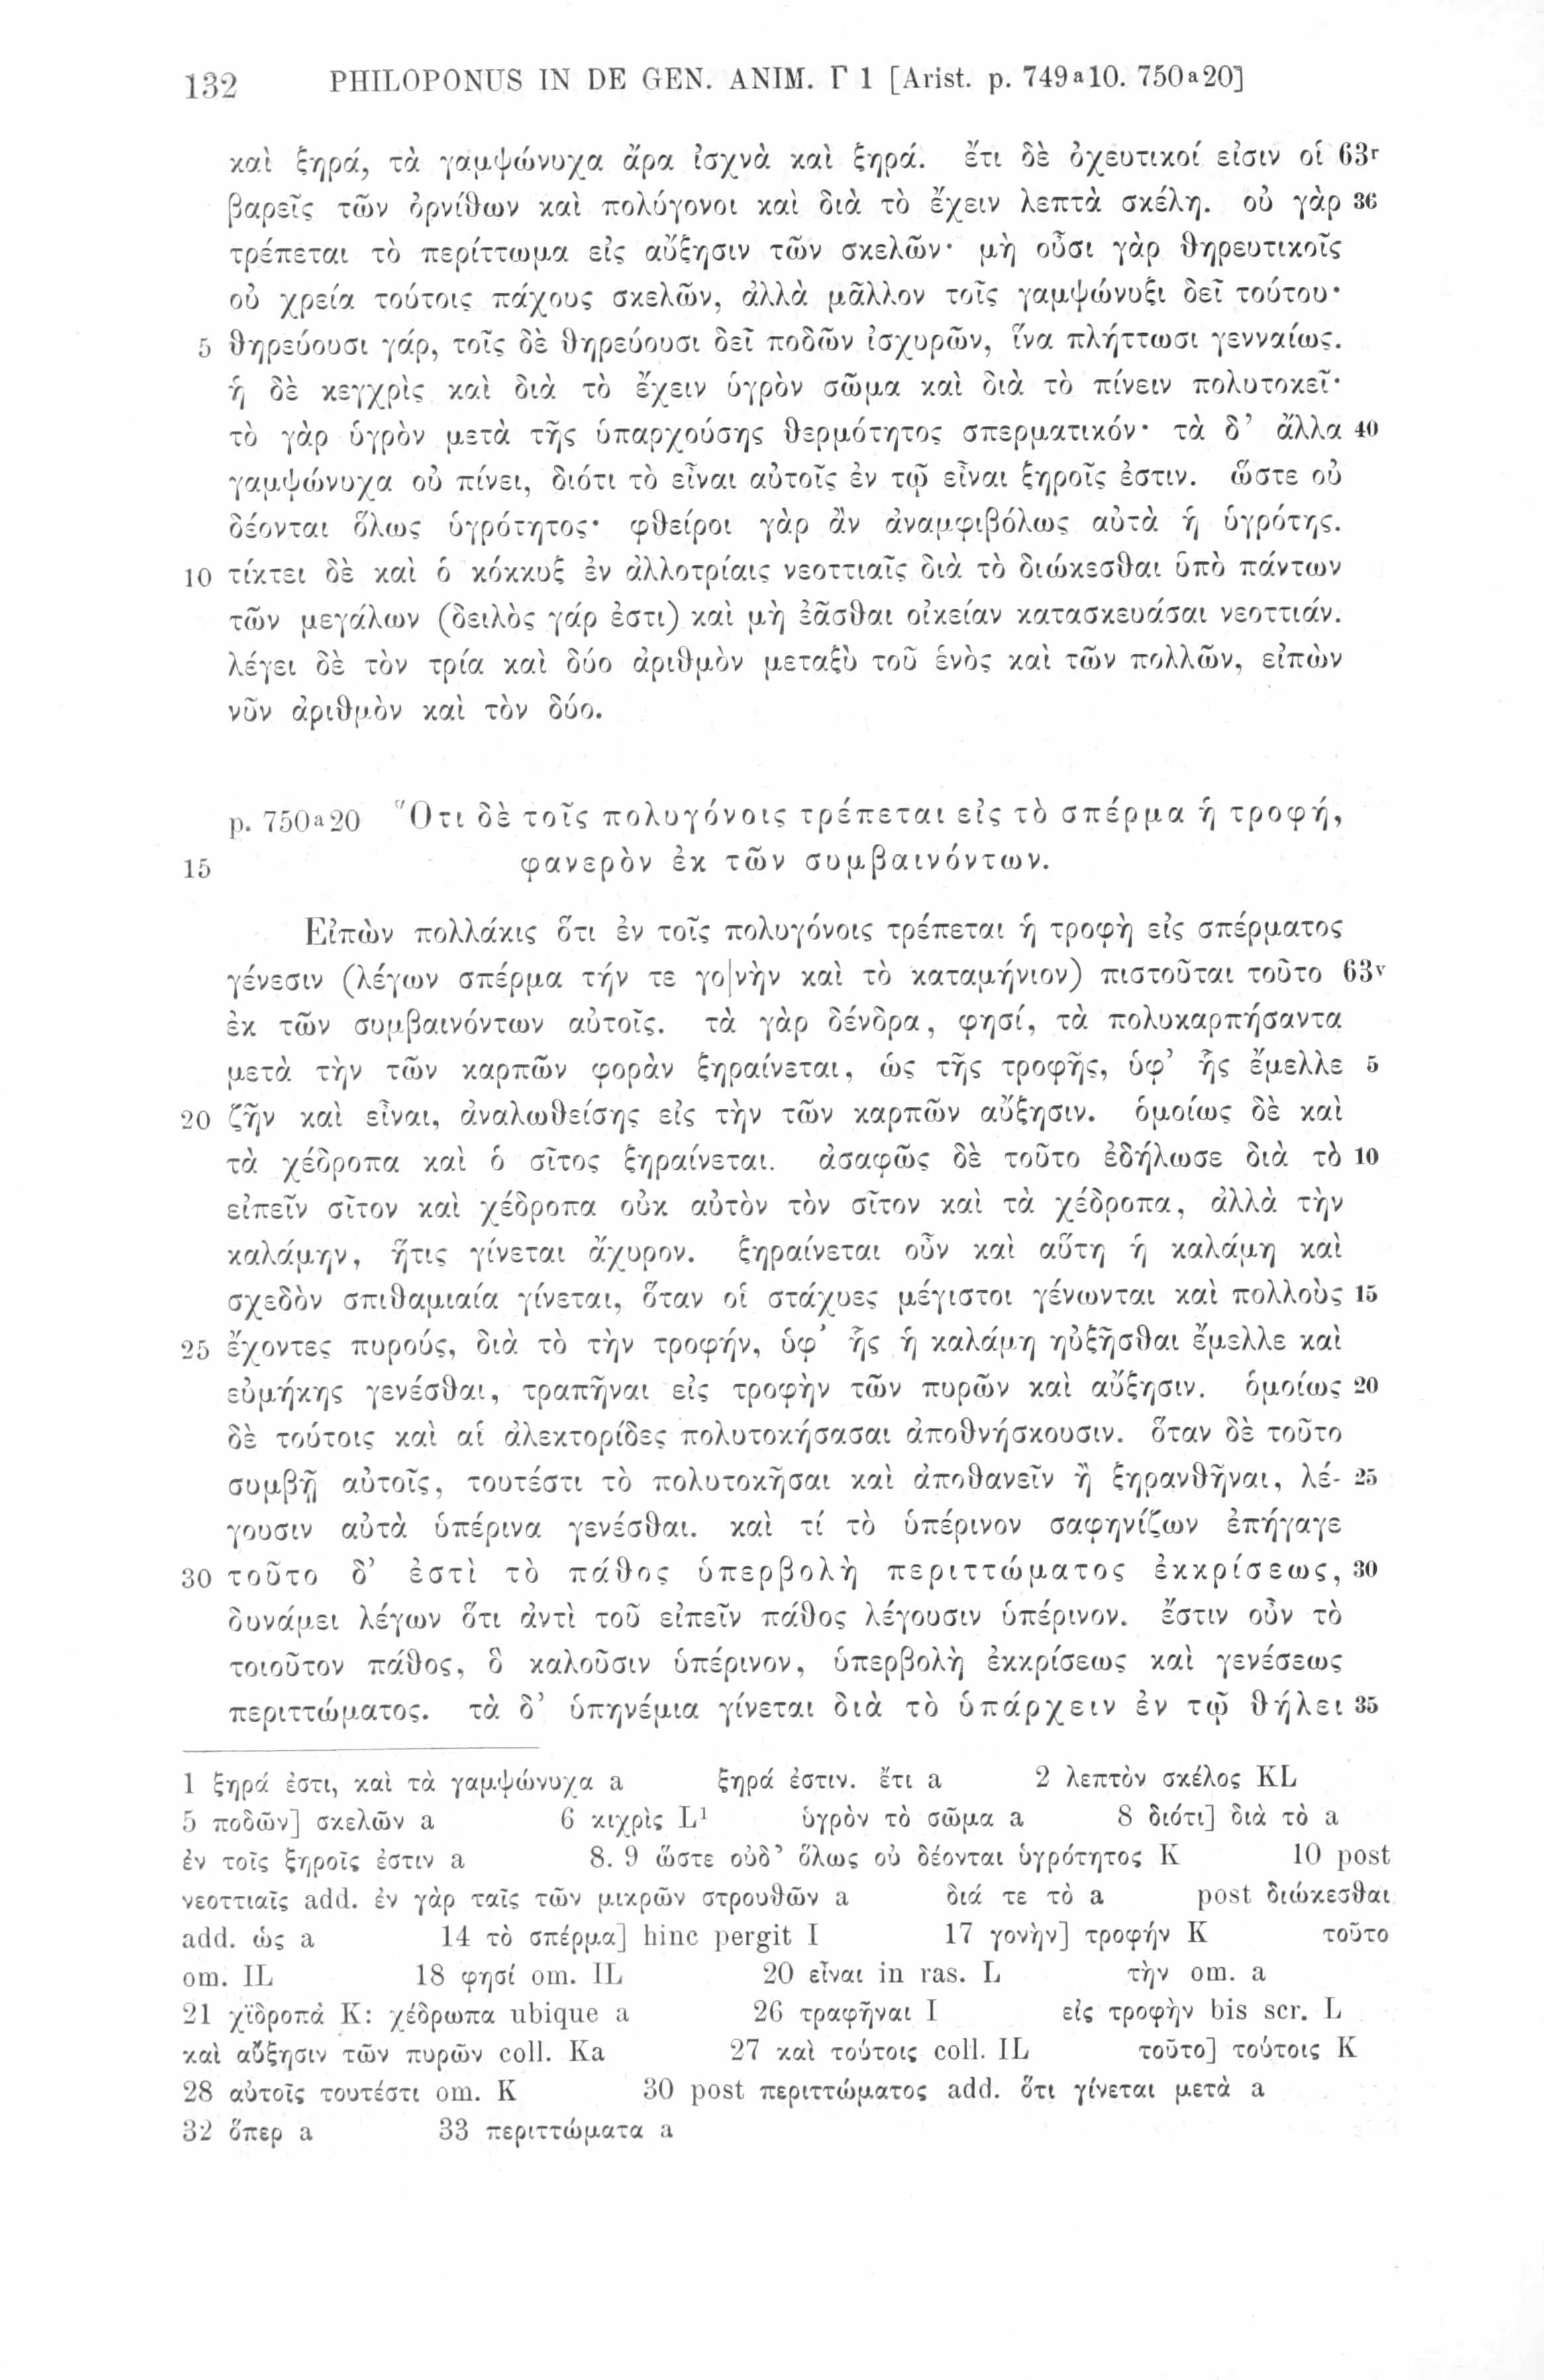 132 PHILOPONUS IN DE GEN. ANIM. Γ 1 [Arist. p. 749a10. 750a20]
καὶ ξηρά, τὰ γαμψώνυχα ἄρα ἰσχνὰ καὶ ξηρά. ἔτι δὲ ὀχευτικοί εἰσιν οἱ 63r
βαρεῖς τῶν ὀρνίθων καὶ πολύγονοι καὶ διὰ τὸ ἔχειν λεπτὰ σκέλη. οὐ γὰρ 36
τρέπεται τὸ περίττωμα εἰς αὔξησιν τῶν σκελῶν· μὴ οὖσι γὰρ θηρευτικοῖς
οὐ χρεία τούτοις πάχους σκελῶν, ἀλλὰ μᾶλλον τοῖς γαμψώνυξι δεῖ τούτου·
5 θηρεύουσι γάρ, τοῖς δὲ θηρεύουσι δεῖ ποδῶν ἰσχυρῶν, ἵνα πλήττωσι γενναίως.
ἡ δὲ κεγχρὶς καὶ διὰ τὸ ἔχειν ὑγρὸν σῶμα καὶ διὰ τὸ πίνειν πολυτοκεῖ·
τὸ γὰρ ὑγρὸν μετὰ τῆς ὑπαρχούσης θερμότητος σπερματικόν· τὰ δ’ ἄλλα 40
γαμψώνυχα οὐ πίνει, διότι τὸ εἶναι αὐτοῖς ἐν τῷ εἶναι ξηροῖς ἐστιν. ὥστε οὐ
δέονται ὅλως ὑγρότητος· φθείροι γὰρ ἂν ἀναμφιβόλως αὐτὰ ἡ ὑγρότης.
10 τίκτει δὲ καὶ ὁ κόκκυξ ἐν ἀλλοτρίαις νεοττιαῖς διὰ τὸ διώκεσθαι ὑπὸ πάντων
τῶν μεγάλων (δειλὸς γάρ ἐστι) καὶ μὴ ἐᾶσθαι οἰκείαν κατασκευάσαι νεοττιάν.
λέγει δὲ τὸν τρία καὶ δύο ἀριθμὸν μεταξὺ τοῦ ἑνὸς καὶ τῶν πολλῶν, εἰπὼν
νῦν ἀριθμὸν καὶ τὸν δύο.
p. 750a20 Ὅτι δὲ τοῖς πολυγόνοις τρέπεται εἰς τὸ σπέρμα ἡ τροφή,
15 φανερὸν ἐκ τῶν συμβαινόντων.
Εἰπὼν πολλάκις ὅτι ἐν τοῖς πολυγόνοις τρέπεται ἡ τροφὴ εἰς σπέρματος
γένεσιν (λέγων σπέρμα τήν τε γο|νὴν καὶ τὸ καταμήνιον) πιστοῦται τοῦτο 63v
ἐκ τῶν συμβαινόντων αὐτοῖς. τὰ γὰρ δένδρα, φησί, τὰ πολυκαρπήσαντα
μετὰ τὴν τῶν καρπῶν φορὰν ξηραίνεται, ὡς τῆς τροφῆς, ὑφ’ ἧς ἔμελλε 5
20 ζῆν καὶ εἶναι, ἀναλωθείσης εἰς τὴν τῶν καρπῶν αὔξησιν. ὁμοίως δὲ καὶ
τὰ χέδροπα καὶ ὁ σῖτος ξηραίνεται. ἀσαφῶς δὲ τοῦτο ἐδήλωσε διὰ τὸ 10
εἰπεῖν σῖτον καὶ χέδροπα οὐκ αὐτὸν τὸν σῖτον καὶ τὰ χέδροπα, ἀλλὰ τὴν
καλάμην, ἥτις γίνεται ἄχυρον. ξηραίνεται οὖν καὶ αὕτη ἡ καλάμη καὶ
σχεδὸν σπιθαμιαία γίνεται, ὅταν οἱ στάχυες μέγιστοι γένωνται καὶ πολλοὺς 15
25 ἔχοντες πυρούς, διὰ τὸ τὴν τροφήν, ὑφ’ ἧς ἡ καλάμη ηὐξῆσθαι ἔμελλε καὶ
εὐμήκης γενέσθαι, τραπῆναι εἰς τροφὴν τῶν πυρῶν καὶ αὔξησιν. ὁμοίως 20
δὲ τούτοις καὶ αἱ ἀλεκτορίδες πολυτοκήσασαι ἀποθνήσκουσιν. ὅταν δὲ τοῦτο
συμβῇ αὐτοῖς, τουτέστι τὸ πολυτοκῆσαι καὶ ἀποθανεῖν ἢ ξηρανθῆναι, λέ- 25
γουσιν αὐτὰ ὑπέρινα γενέσθαι. καὶ τί τὸ ὑπέρινον σαφηνίζων ἐπήγαγε
30 τοῦτο δ’ ἐστὶ τὸ πάθος ὑπερβολὴ περιττώματος ἐκκρίσεως, 30
δυνάμει λέγων ὅτι ἀντὶ τοῦ εἰπεῖν πάθος λέγουσιν ὑπέρινον. ἔστιν οὖν τὸ
τοιοῦτον πάθος, ὃ καλοῦσιν ὑπέρινον, ὑπερβολὴ ἐκκρίσεως καὶ γενέσεως
περιττώματος. τὰ δ’ ὑπηνέμια γίνεται διὰ τὸ ὑπάρχειν ἐν τῷ θήλει 35
1 ξηρά ἐστι, καὶ τὰ γαμψώνυχα a ξηρά ἐστιν. ἔτι a 2 λεπτὸν σκέλος KL
5 ποδῶν] σκελῶν a 6 κιχρὶς L1 ὑγρὸν τὸ σῶμα a 8 διότι] διὰ τὸ a
ἐν τοῖς ξηροῖς ἐστιν a 8. 9 ὥστε οὐδ’ ὅλως οὐ δέονται ὑγρότητος K 10 post
νεοττιαῖς add. ἐν γὰρ ταῖς τῶν μικρῶν στρουθῶν a διά τε τὸ a post διώκεσθαι
add. ὡς a 14 τὸ σπέρμα] hinc pergit I 17 γονὴν] τροφήν K τοῦτο
om. IL 18 φησί om. IL 20 εἶναι in ras. L τὴν om. a
21 χϊδροπὰ K: χέδρωπα ubique a 26 τραφῆναι I εἰς τροφὴν bis scr. L
καὶ αὔξησιν τῶν πυρῶν coll. Ka 27 καὶ τούτοις coll. IL τοῦτο] τούτοις K
28 αὐτοῖς τουτέστι om. K 30 post περιττώματος add. ὅτι γίνεται μετὰ a
32 ὅπερ a 33 περιττώματα a